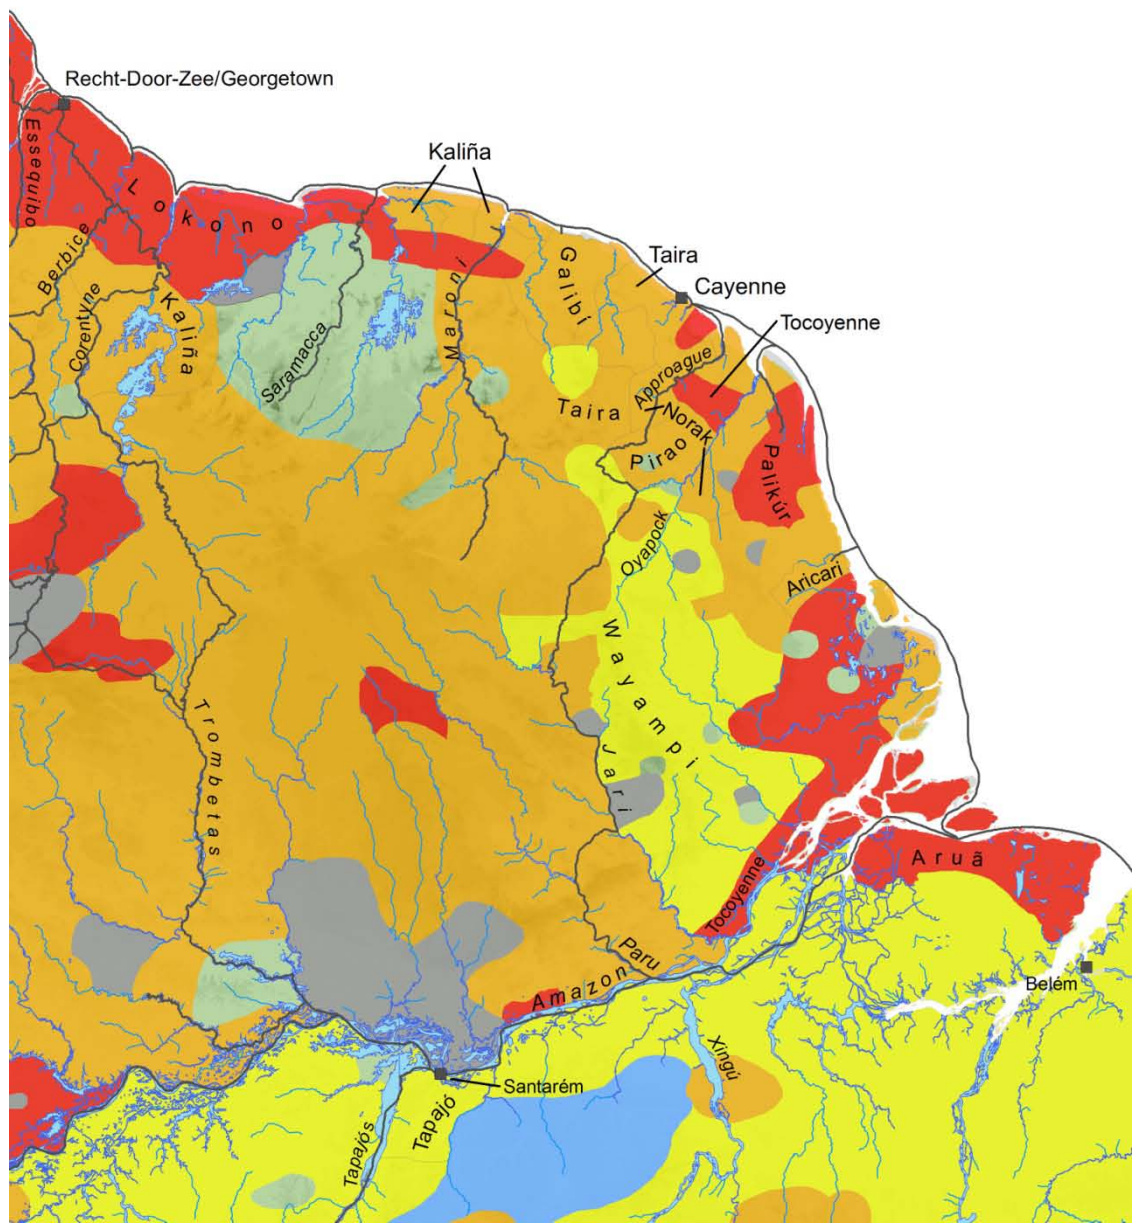 Recht-Door-Zee/Georgetown
Essequibo
Lokono
Kaliña
Berbice
Corentyne
Kaliña
Saramacca
Maroni
Galibí
Taira
Cayenne
Tocoyenne
Approague
Taira
Norak
Pirao
Palikúr
Oyapock
Aricari
Wayampi
Trombetas
Jari
Aruã
Tocoyenne
Paru
Amazon
Belém
Xingú
Santarém
Tapajó
Tapajós